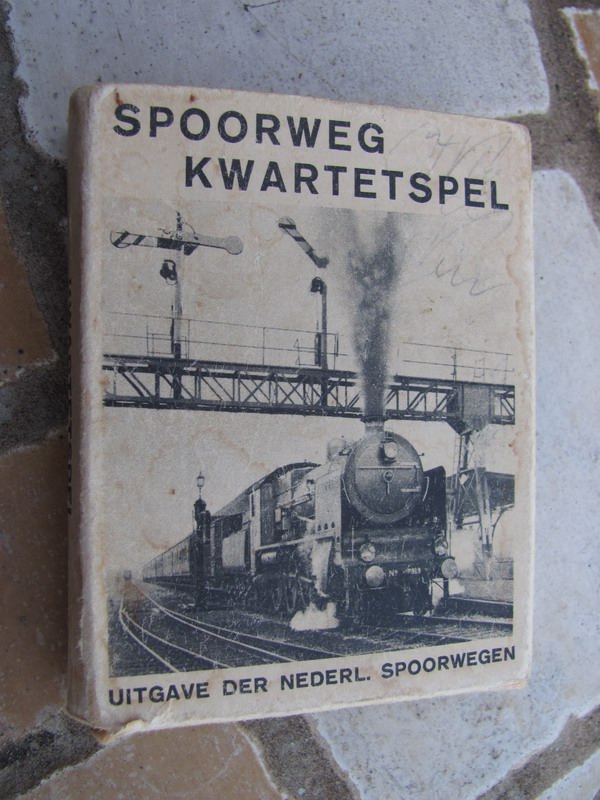 SPOORWEG
KWARTETSPEL
UITGAVE DER NEDERL. SPOORWEGEN